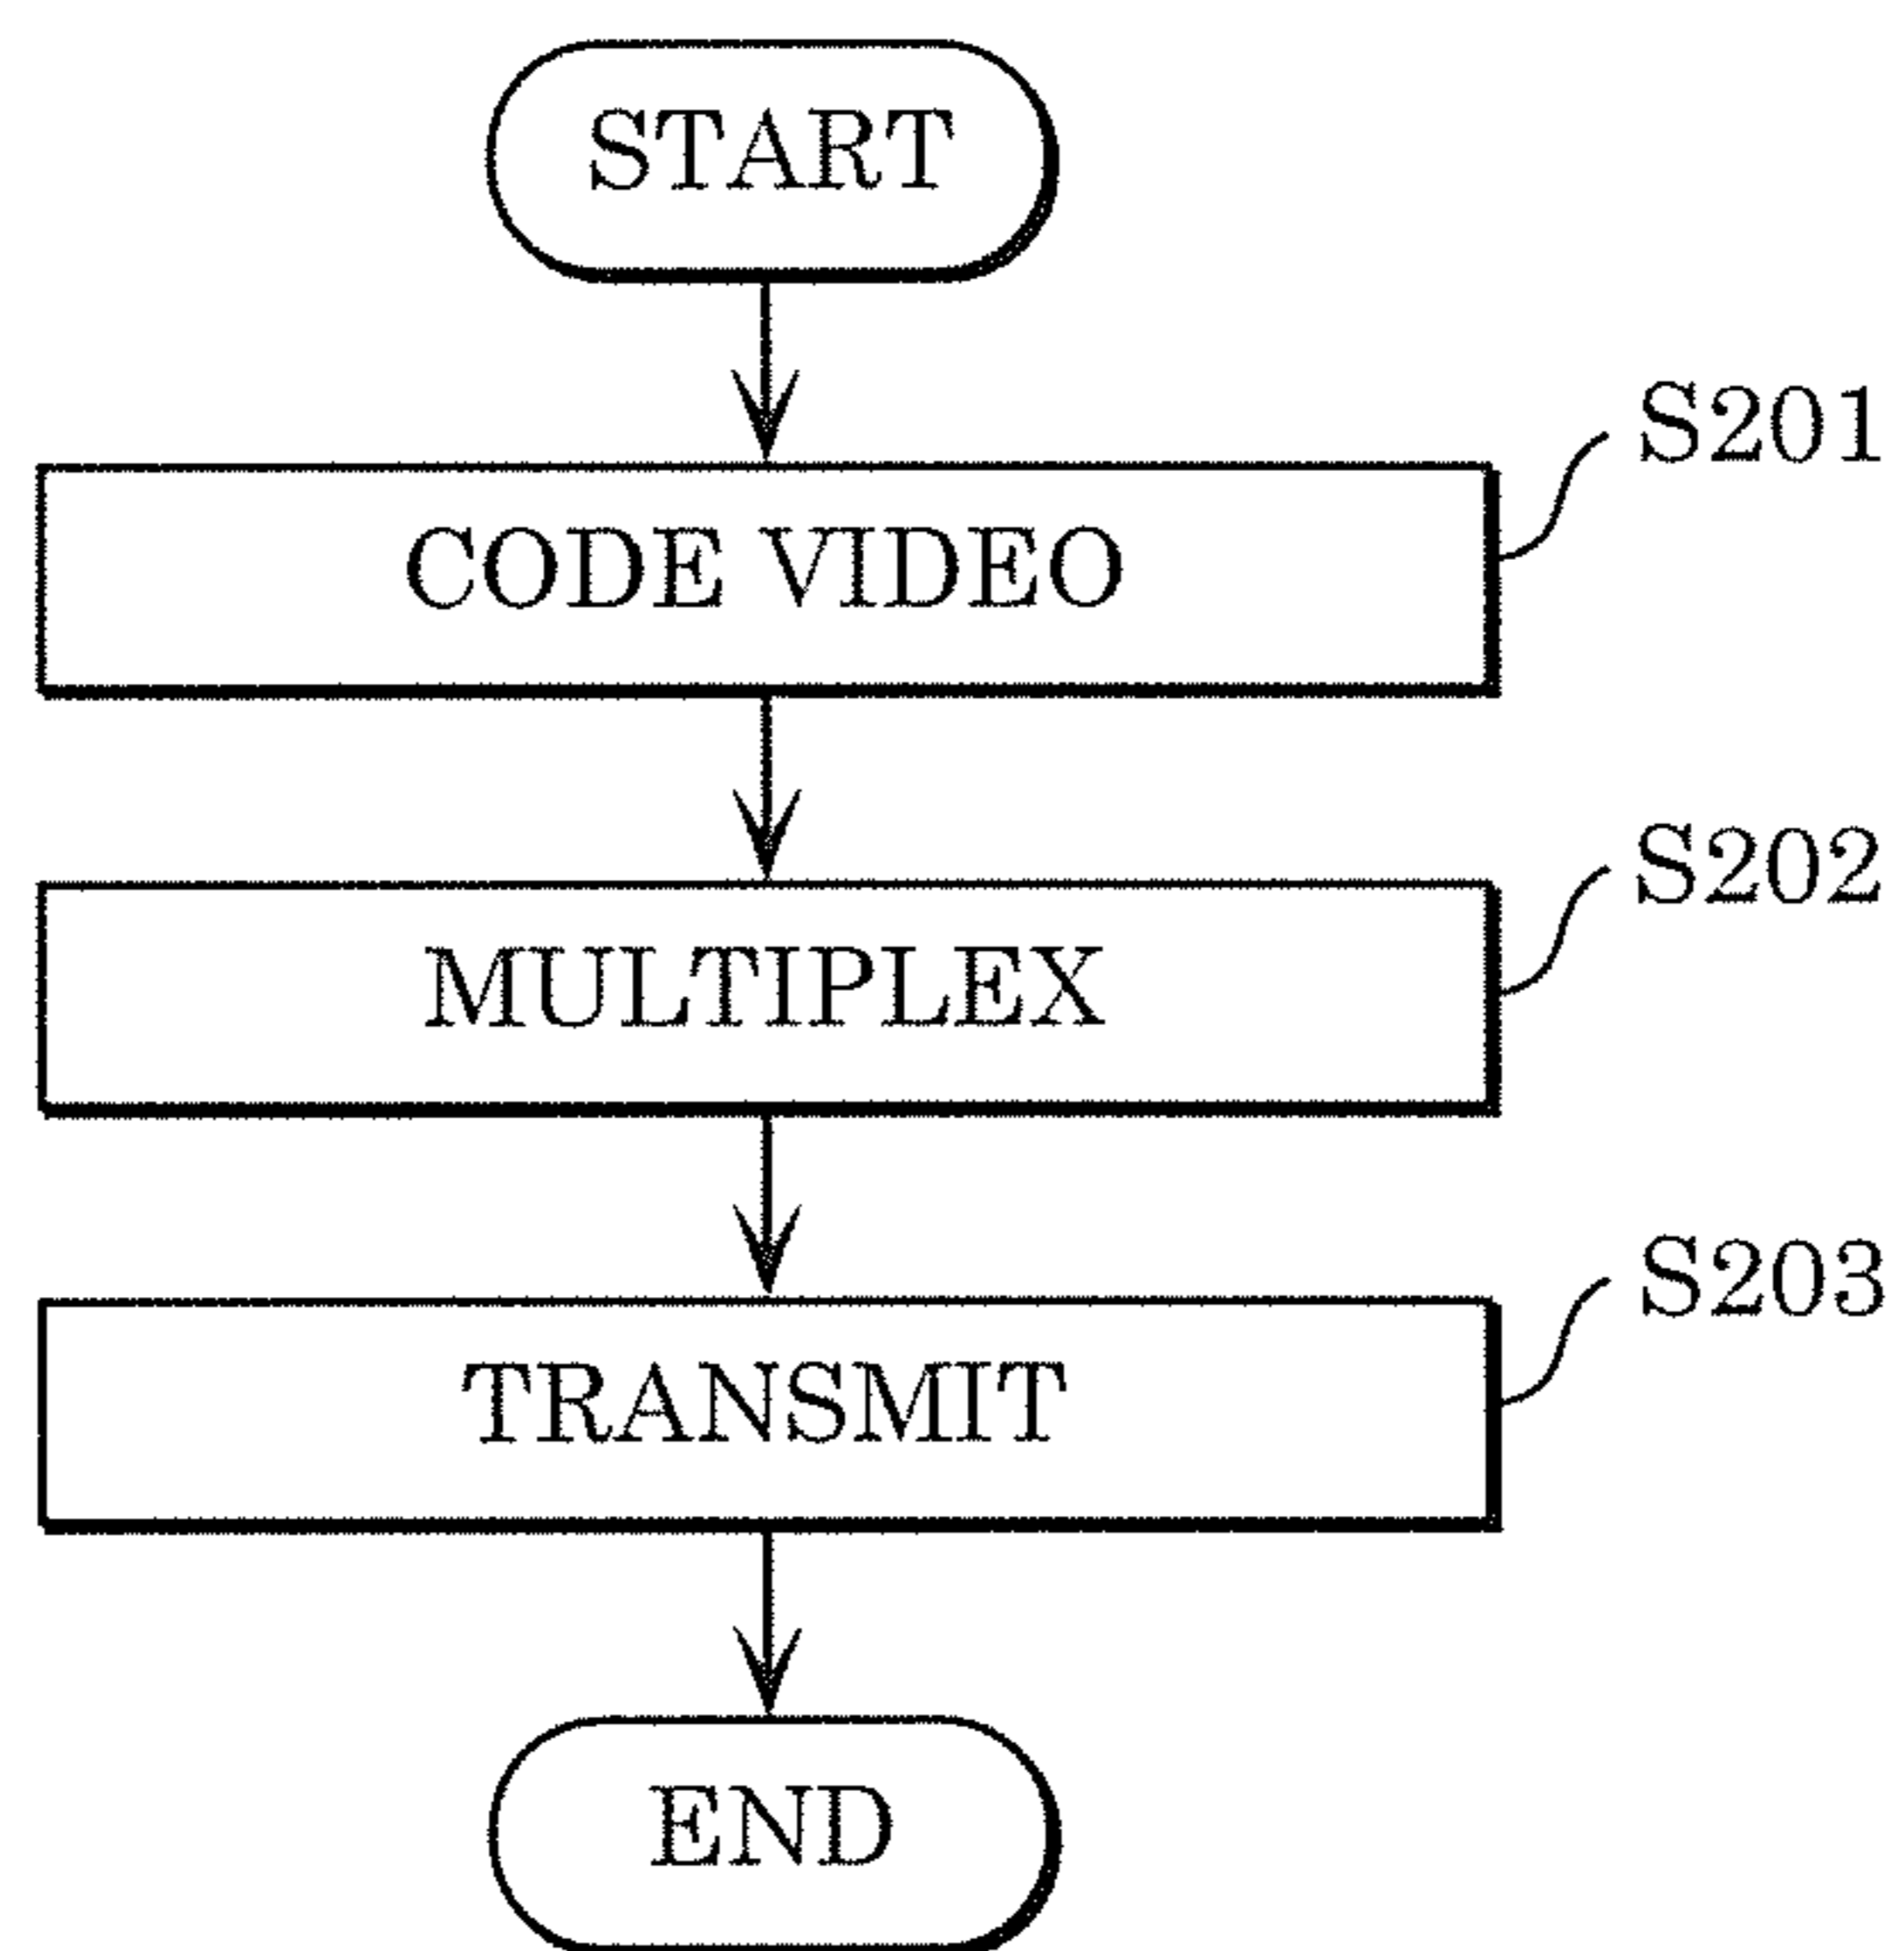 START
S201
CODE VIDEO
S202
MULTIPLEX
S203
TRANSMIT
END